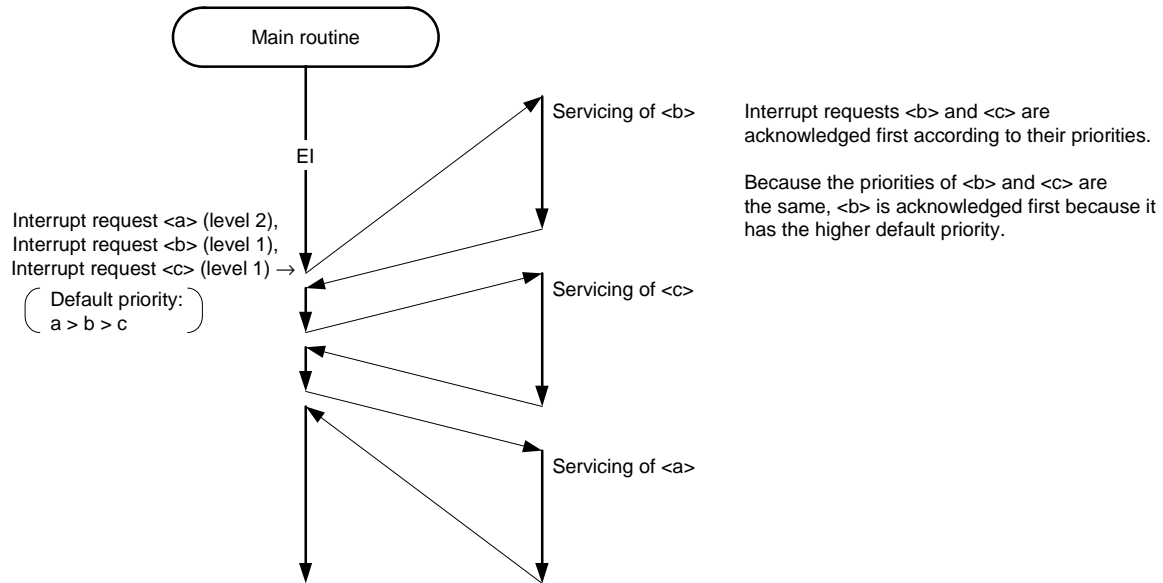 Main routine
EI
Servicing of <b>
Interrupt requests <b> and <c> are
acknowledged first according to their priorities.
Because the priorities of <b> and <c> are
the same, <b> is acknowledged first because it
has the higher default priority.
Interrupt request <a> (level 2),
Interrupt request <b> (level 1),
Interrupt request <c> (level 1) →
Default priority:
a > b > c
Servicing of <c>
Servicing of <a>